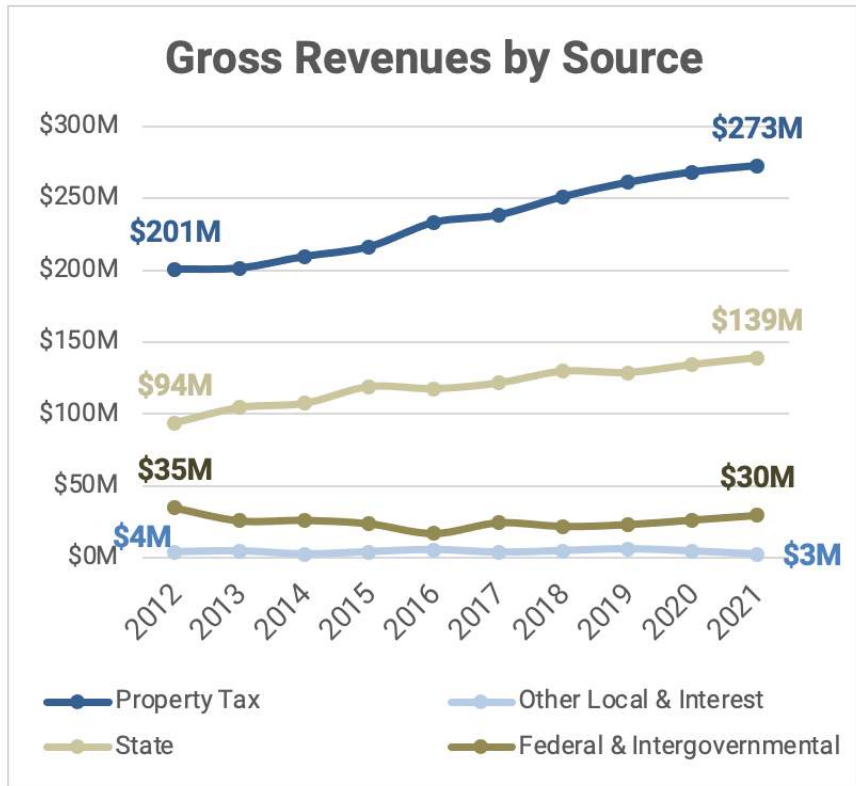 Gross Revenues by Source
$300M
$273M
$250M
$201M
$200M
$150M
$139M
$94M
$100M
$35M
$50M
$30M
$4M
$0M
$3M
2012 2013 2014 2015 2016 2017 2018 2019 2020 2021
Property Tax
Other Local & Interest
State
Federal & Intergovernmental